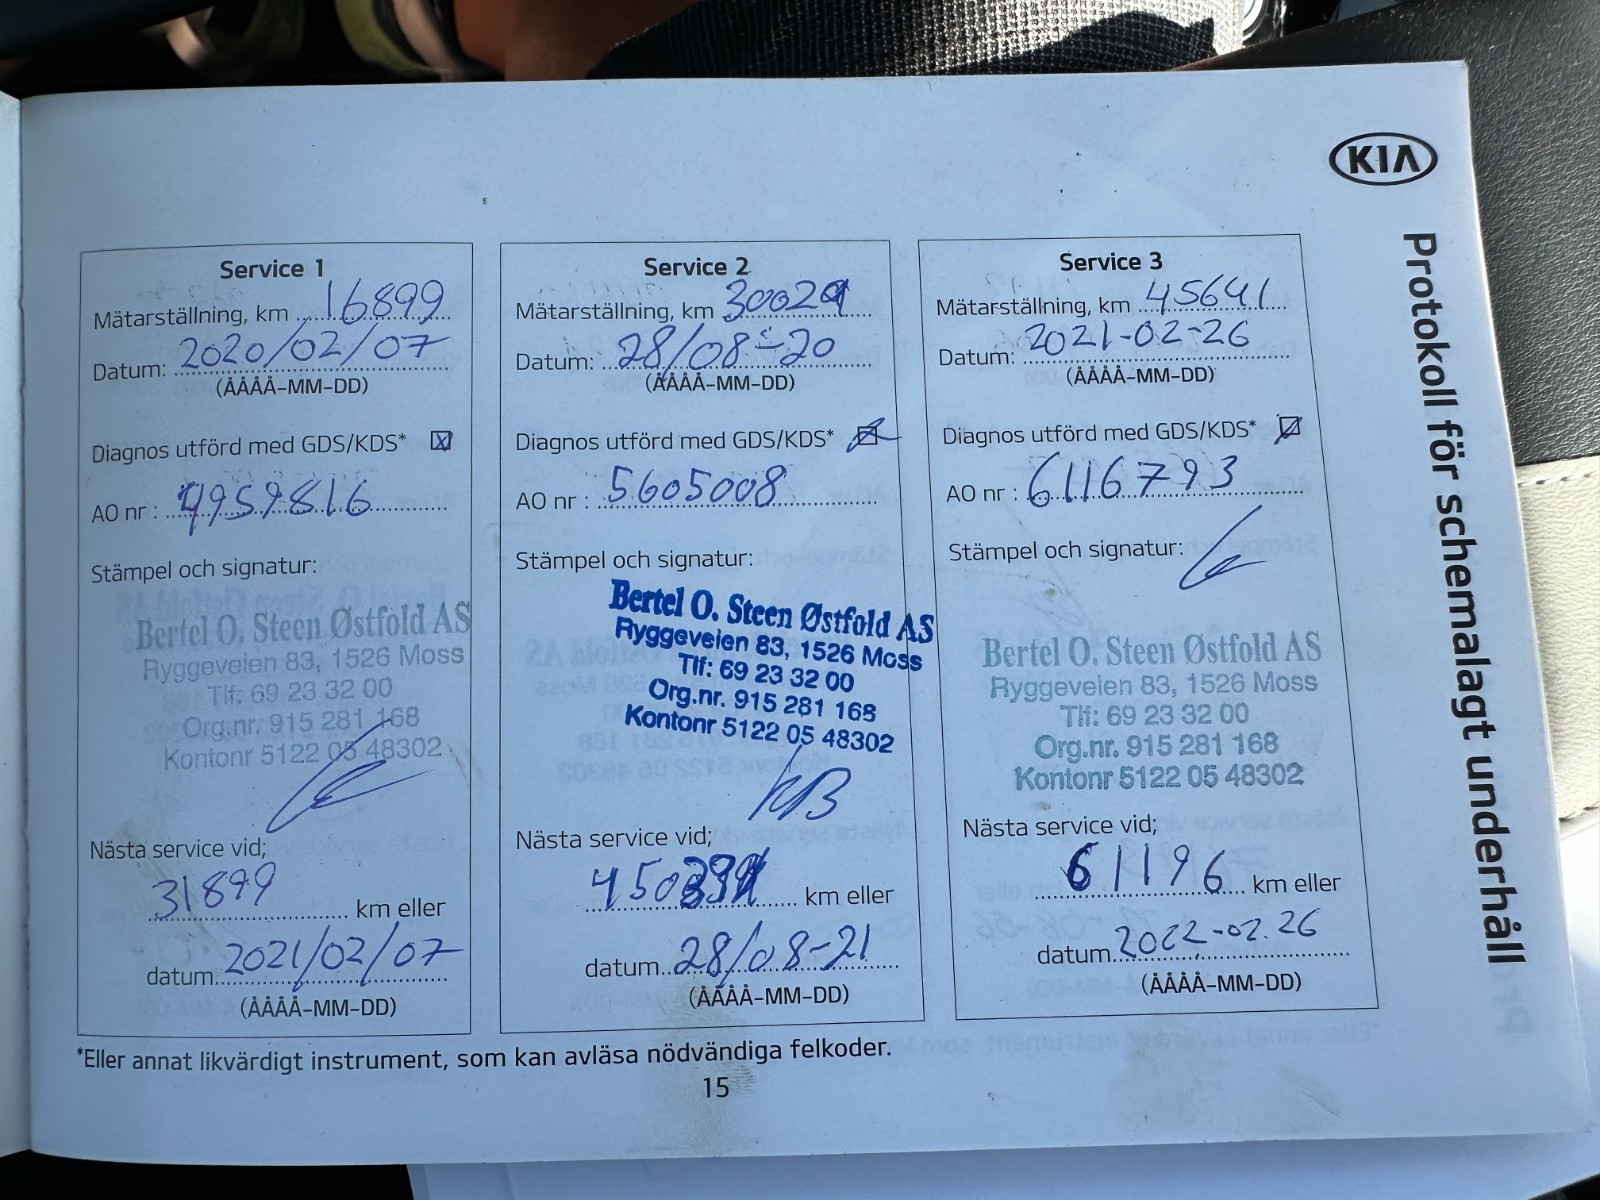 KIA
Protokoll för schemalagt underhåll
Service 1
Mätarställning, km 16899
Datum: 2020/02/07
(ÅÅÅÅ-MM-DD)
Diagnos utförd med GDS/KDS*
AO nr : 4959816
Stämpel och signatur:
Bertel O. Steen Østfold AS
Ryggeveien 83, 1526 Moss
Tlf: 69 23 32 00
Org.nr. 915 281 168
Kontonr 5122 05 48302
Nästa service vid;
31899 km eller
datum 2021/02/07
(ÅÅÅÅ-MM-DD)
Service 2
Mätarställning, km 30029
Datum: 28/08-20
(ÅÅÅÅ-MM-DD)
Diagnos utförd med GDS/KDS*
AO nr : 5605008
Stämpel och signatur:
Bertel O. Steen Østfold AS
Ryggeveien 83, 1526 Moss
Tlf: 69 23 32 00
Org.nr. 915 281 168
Kontonr 5122 05 48302
Nästa service vid;
km eller
datum 28/08-21
(ÅÅÅÅ-MM-DD)
Service 3
Mätarställning, km 45641
Datum: 2021-02-26
(ÅÅÅÅ-MM-DD)
Diagnos utförd med GDS/KDS*
AO nr : 6116793
Stämpel och signatur:
Bertel O. Steen Østfold AS
Ryggeveien 83, 1526 Moss
Tlf: 69 23 32 00
Org.nr. 915 281 168
Kontonr 5122 05 48302
Nästa service vid;
61196 km eller
datum 2022-02.26
(ÅÅÅÅ-MM-DD)
*Eller annat likvärdigt instrument, som kan avläsa nödvändiga felkoder.
15